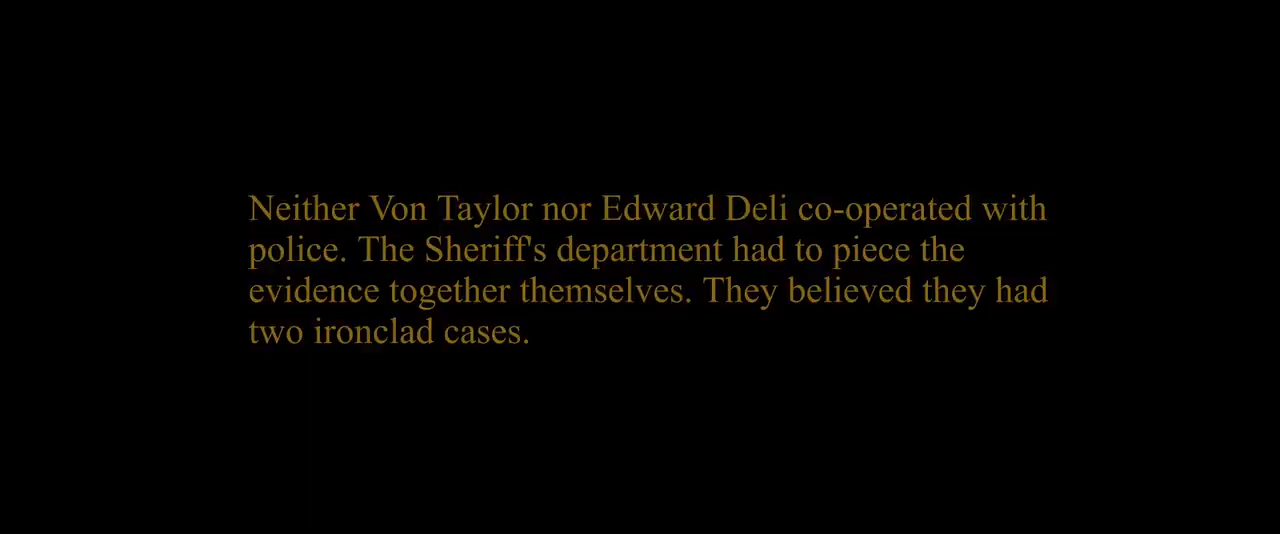 Neither Von Taylor nor Edward Deli co-operated with
police. The Sheriff's department had to piece the
evidence together themselves. They believed they had
two ironclad cases.